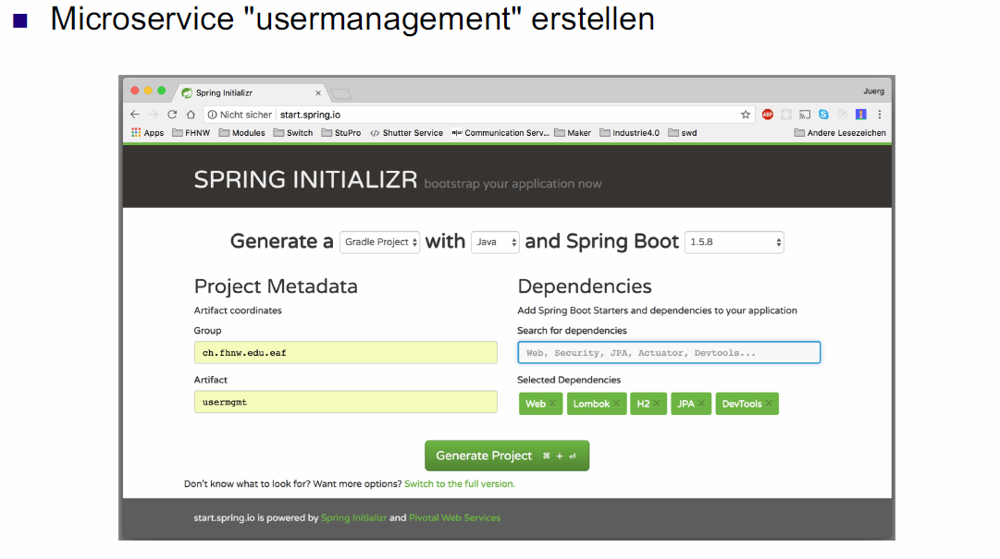 Microservice "usermanagement" erstellen
Spring Initializr
Juerg
Nicht sicher start.spring.io
ABP
Apps FHNW Modules Switch StuPro Shutter Service Communication Serv... Maker Industrie4.0 swd Andere Lesezeichen
SPRING INITIALIZR bootstrap your application now
Generate a Gradle Project with Java and Spring Boot 1.5.8
Project Metadata
Artifact coordinates
Group
ch.fhnw.edu.eaf
Artifact
usermgmt
Dependencies
Add Spring Boot Starters and dependencies to your application
Search for dependencies
Web, Security, JPA, Actuator, Devtools...
Selected Dependencies
Web × Lombok × H2 × JPA × DevTools ×
Generate Project ⌘ + ⏎
Don't know what to look for? Want more options? Switch to the full version.
start.spring.io is powered by Spring Initializr and Pivotal Web Services